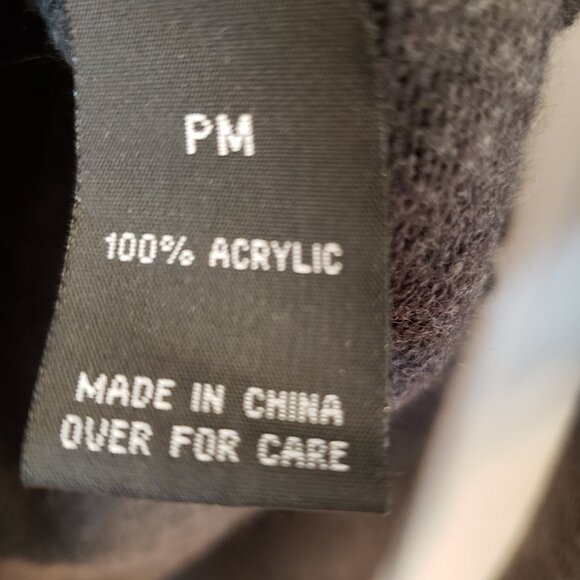 PM
100% ACRYLIC
MADE IN CHINA
OVER FOR CARE